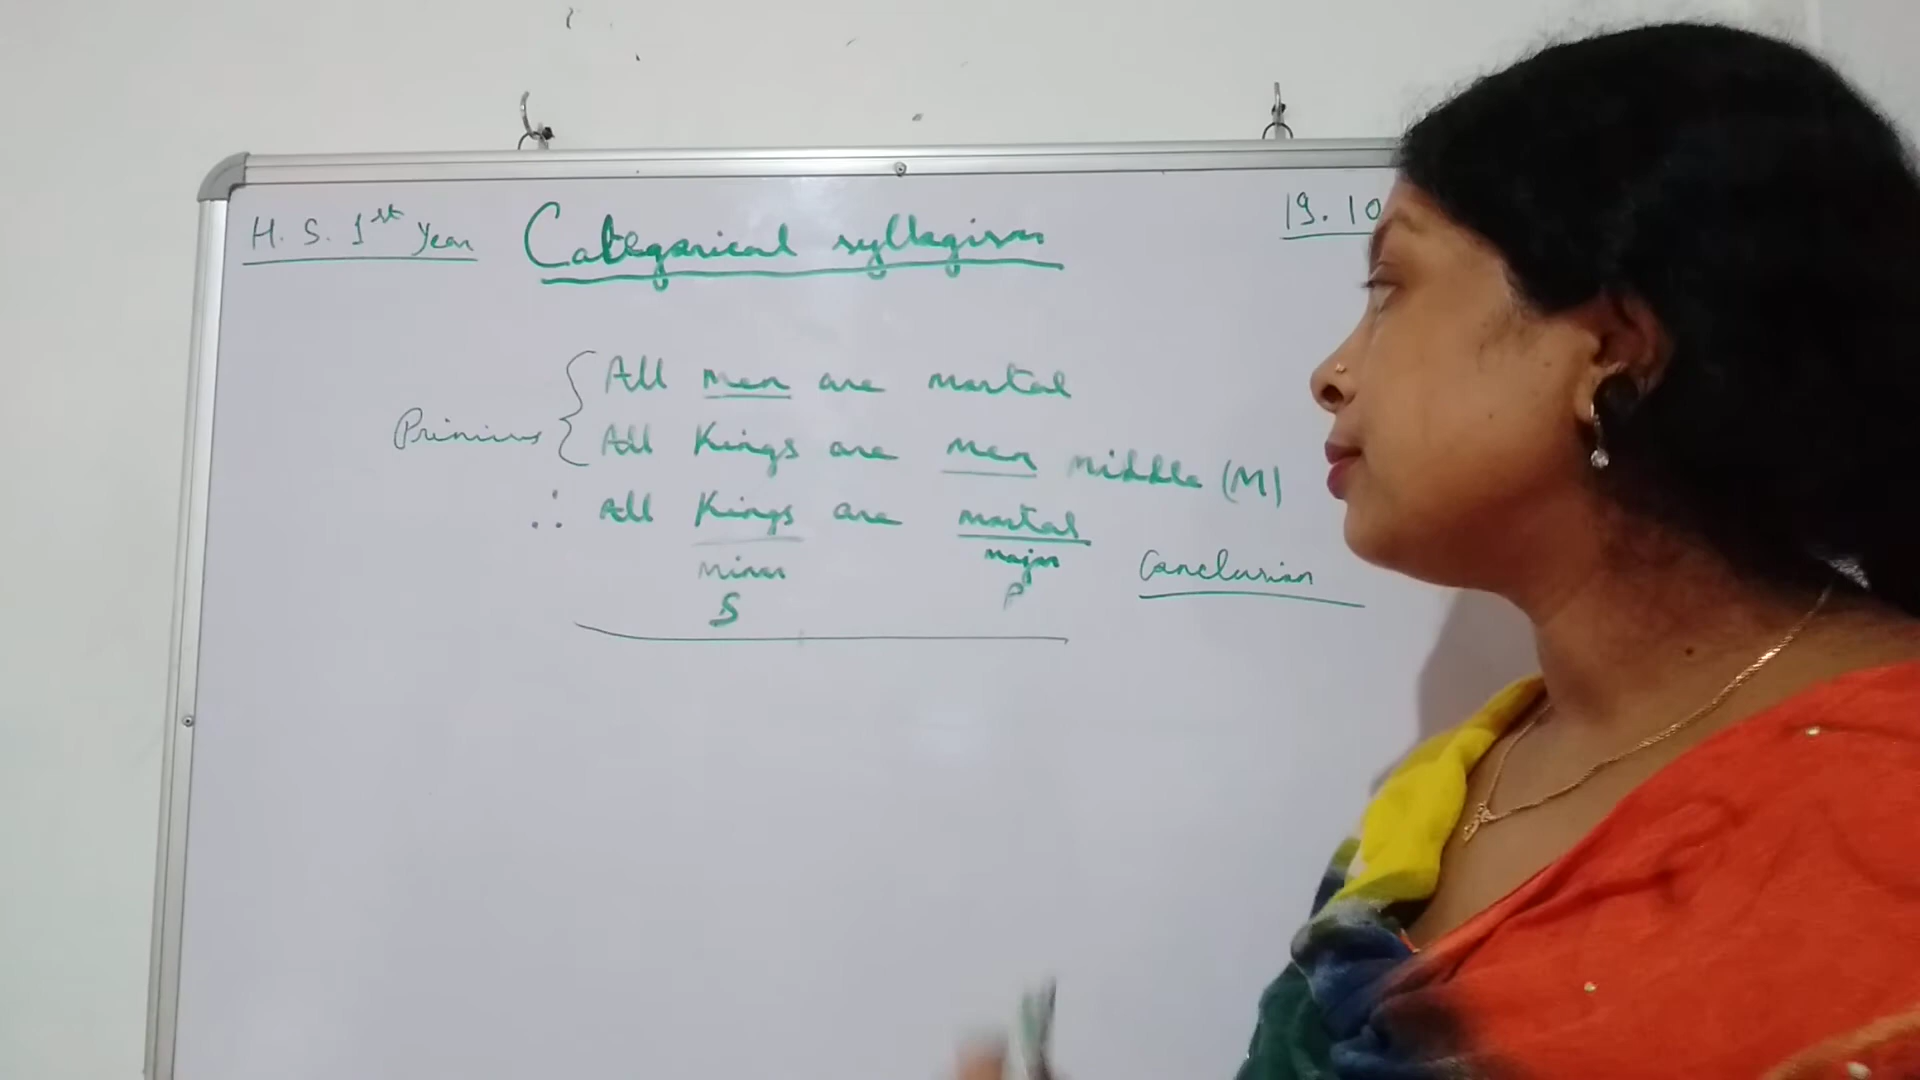 H. S. 1st Year Categorical syllogism 19.10
All men are mortal
Primius
All Kings are men middle (M)
∴ All Kings are mortal
minor major Conclusion
S P